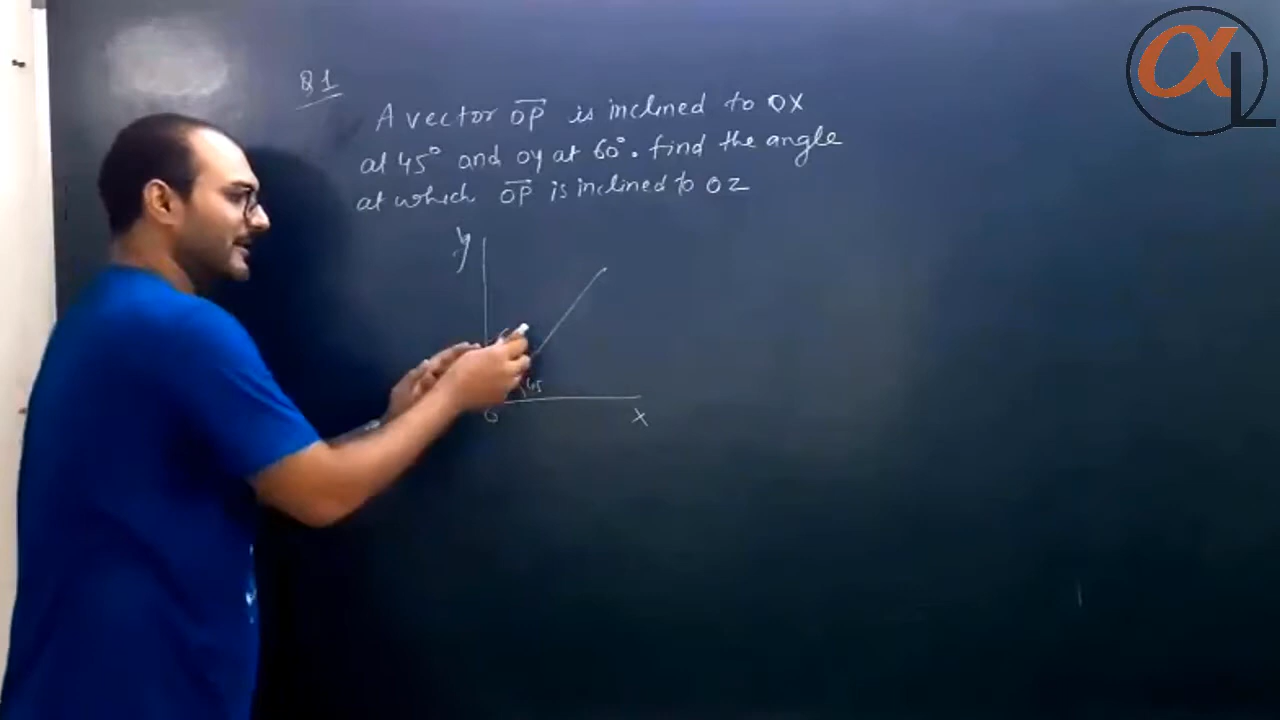 Q1
A vector OP is inclined to OX
at 45° and oy at 60°. find the angle
at which OP is inclined to OZ
y
45
O
X
αL